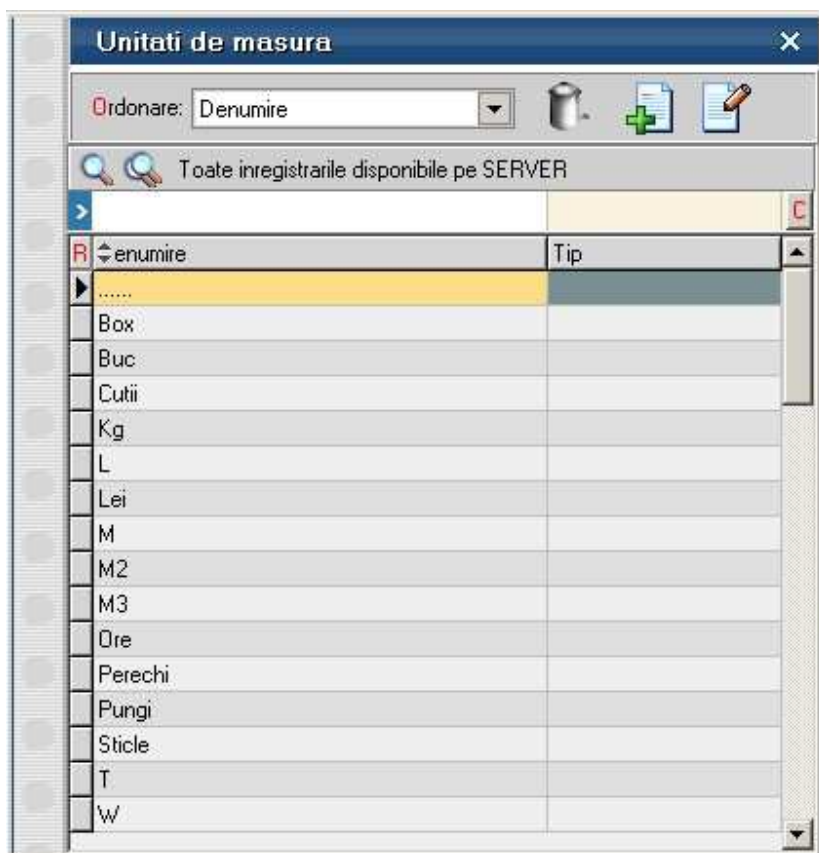 Unitati de masura
Ordonare: Denumire
Toate inregistrarile disponibile pe SERVER
C
R enumire Tip
......
Box
Buc
Cutii
Kg
L
Lei
M
M2
M3
Ore
Perechi
Pungi
Sticle
T
W